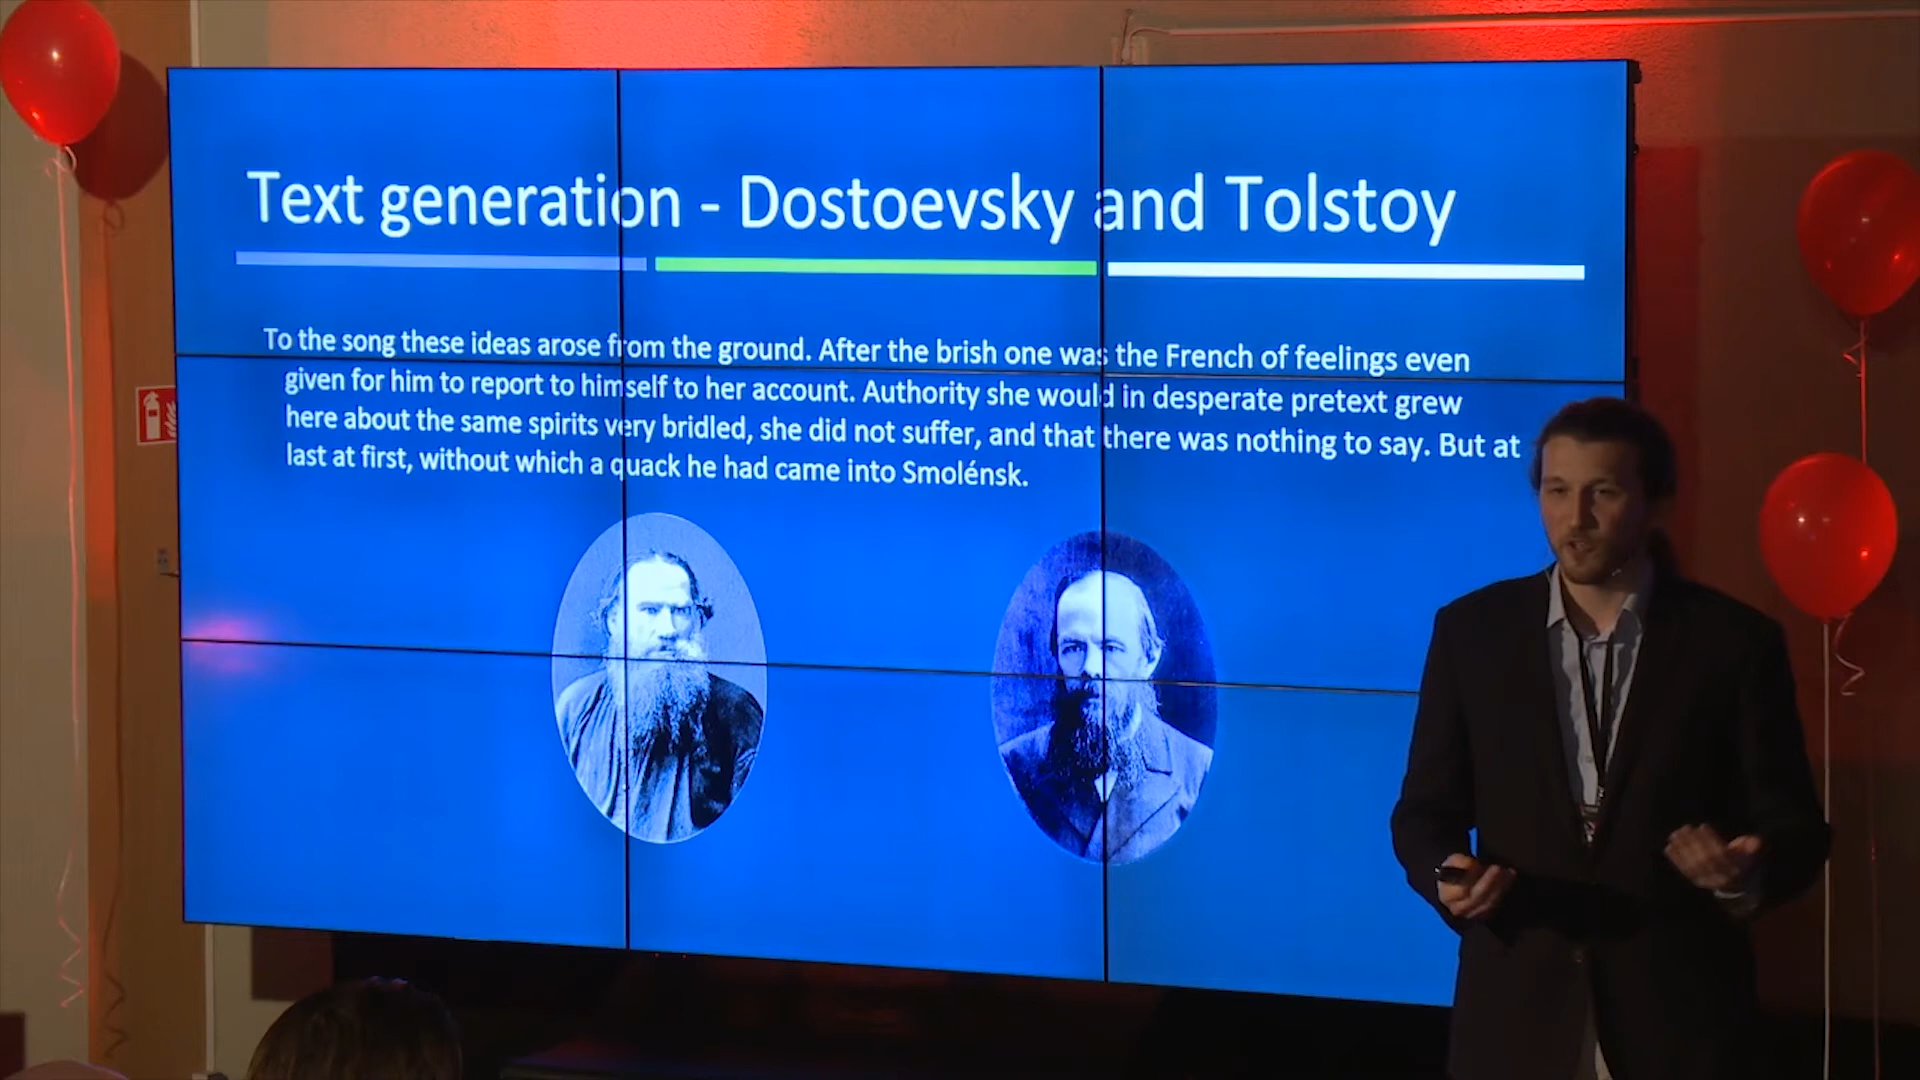 Text generation - Dostoevsky and Tolstoy
To the song these ideas arose from the ground. After the brish one was the French of feelings even
given for him to report to himself to her account. Authority she would in desperate pretext grew
here about the same spirits very bridled, she did not suffer, and that there was nothing to say. But at
last at first, without which a quack he had came into Smolénsk.